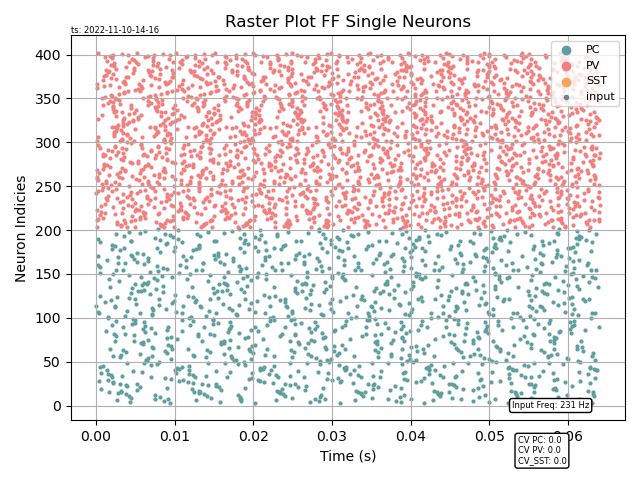 Raster Plot FF Single Neurons
ts: 2022-11-10-14-16
PC
PV
SST
input
Neuron Indicies
400
350
300
250
200
150
100
50
0
Input Freq: 231 Hz
0.00 0.01 0.02 0.03 0.04 0.05 0.06
Time (s)
CV PC: 0.0
CV PV: 0.0
CV_SST: 0.0